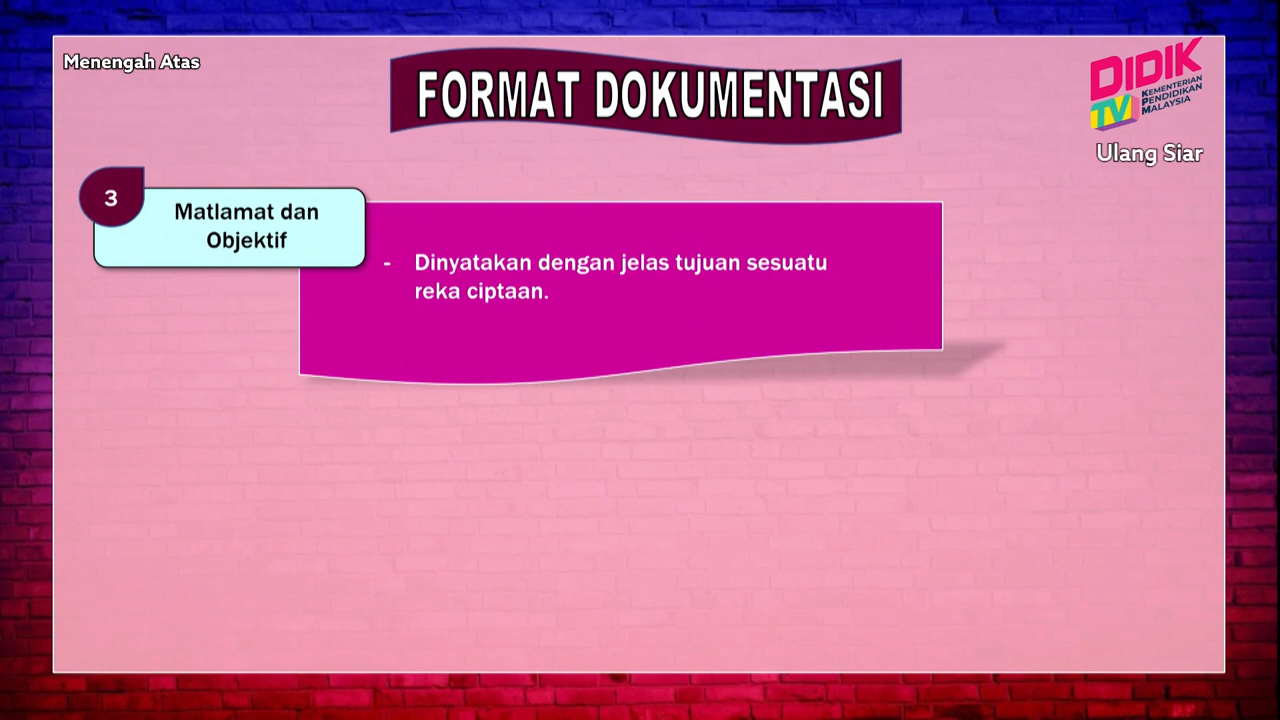 Menengah Atas
FORMAT DOKUMENTASI
DIDIK
TV
KEMENTERIAN
PENDIDIKAN
MALAYSIA
Ulang Siar
3
Matlamat dan
Objektif
- Dinyatakan dengan jelas tujuan sesuatu
reka ciptaan.